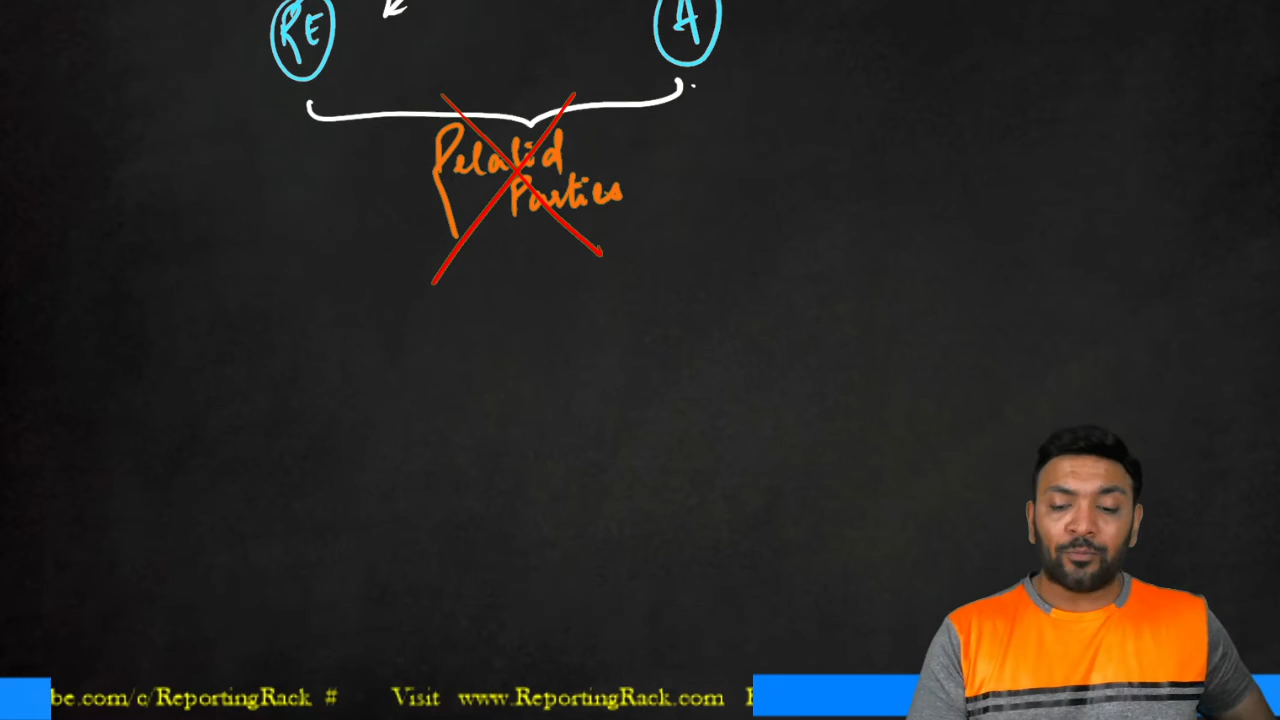 RE
A
Related
Parties
be.com/c/ReportingRack # Visit www.ReportingRack.com